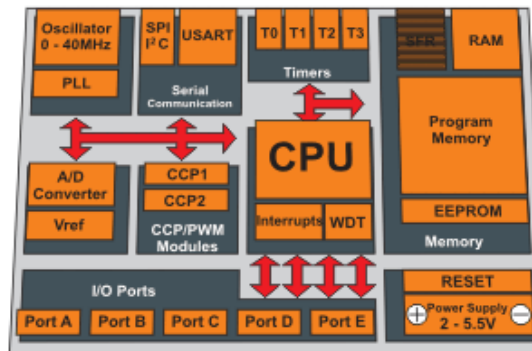 Oscillator
0 - 40MHz
PLL
SPI
I²C
USART
Serial
Communication
T0
T1
T2
T3
Timers
SFR
RAM
Program
Memory
EEPROM
Memory
A/D
Converter
Vref
CCP1
CCP2
CCP/PWM
Modules
CPU
Interrupts
WDT
I/O Ports
Port A
Port B
Port C
Port D
Port E
RESET
+
Power Supply
2 - 5.5V
−